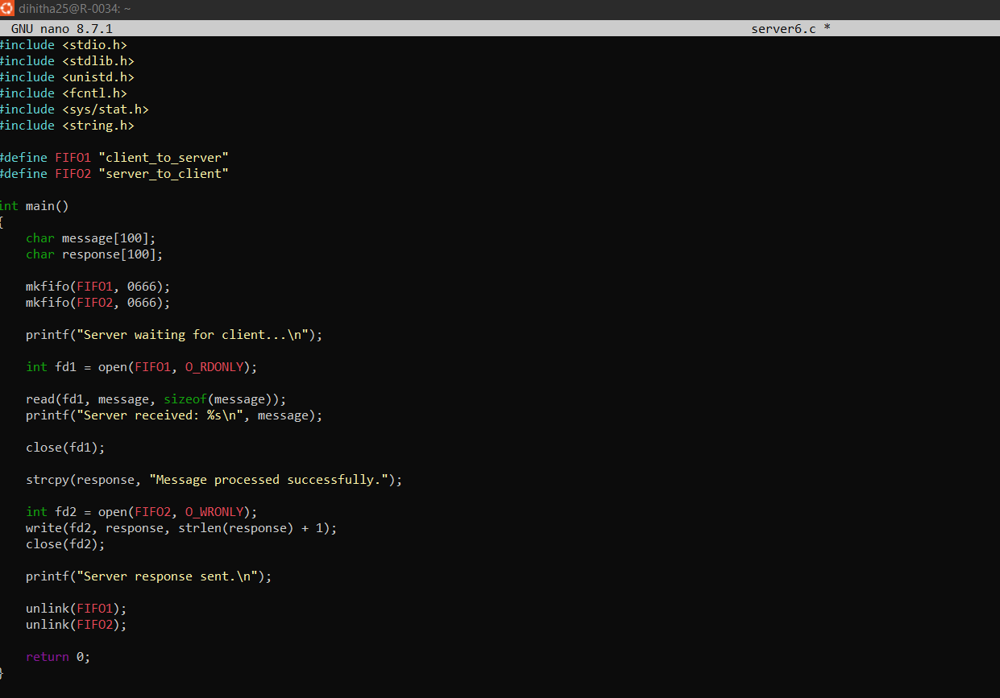 dihitha25@R-0034: ~
GNU nano 8.7.1 server6.c *
#include <stdio.h>
#include <stdlib.h>
#include <unistd.h>
#include <fcntl.h>
#include <sys/stat.h>
#include <string.h>

#define FIFO1 "client_to_server"
#define FIFO2 "server_to_client"

int main()
{
    char message[100];
    char response[100];

    mkfifo(FIFO1, 0666);
    mkfifo(FIFO2, 0666);

    printf("Server waiting for client...\n");

    int fd1 = open(FIFO1, O_RDONLY);

    read(fd1, message, sizeof(message));
    printf("Server received: %s\n", message);

    close(fd1);

    strcpy(response, "Message processed successfully.");

    int fd2 = open(FIFO2, O_WRONLY);
    write(fd2, response, strlen(response) + 1);
    close(fd2);

    printf("Server response sent.\n");

    unlink(FIFO1);
    unlink(FIFO2);

    return 0;
}